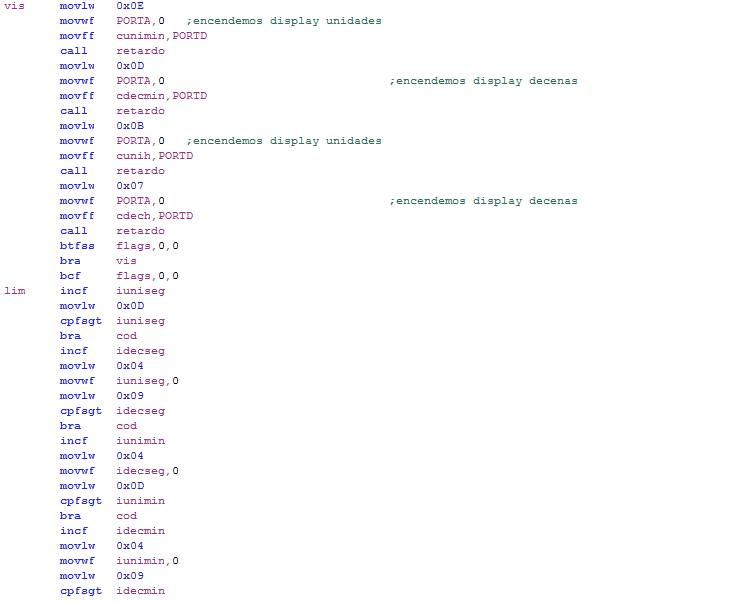 vis movlw 0x0E
movwf PORTA,0 ;encendemos display unidades
movff cunimin,PORTD
call retardo
movlw 0x0D
movwf PORTA,0 ;encendemos display decenas
movff cdecmin,PORTD
call retardo
movlw 0x0B
movwf PORTA,0 ;encendemos display unidades
movff cunih,PORTD
call retardo
movlw 0x07
movwf PORTA,0 ;encendemos display decenas
movff cdech,PORTD
call retardo
btfss flags,0,0
bra vis
bcf flags,0,0
lim incf iuniseg
movlw 0x0D
cpfsgt iuniseg
bra cod
incf idecseg
movlw 0x04
movwf iuniseg,0
movlw 0x09
cpfsgt idecseg
bra cod
incf iunimin
movlw 0x04
movwf idecseg,0
movlw 0x0D
cpfsgt iunimin
bra cod
incf idecmin
movlw 0x04
movwf iunimin,0
movlw 0x09
cpfsgt idecmin